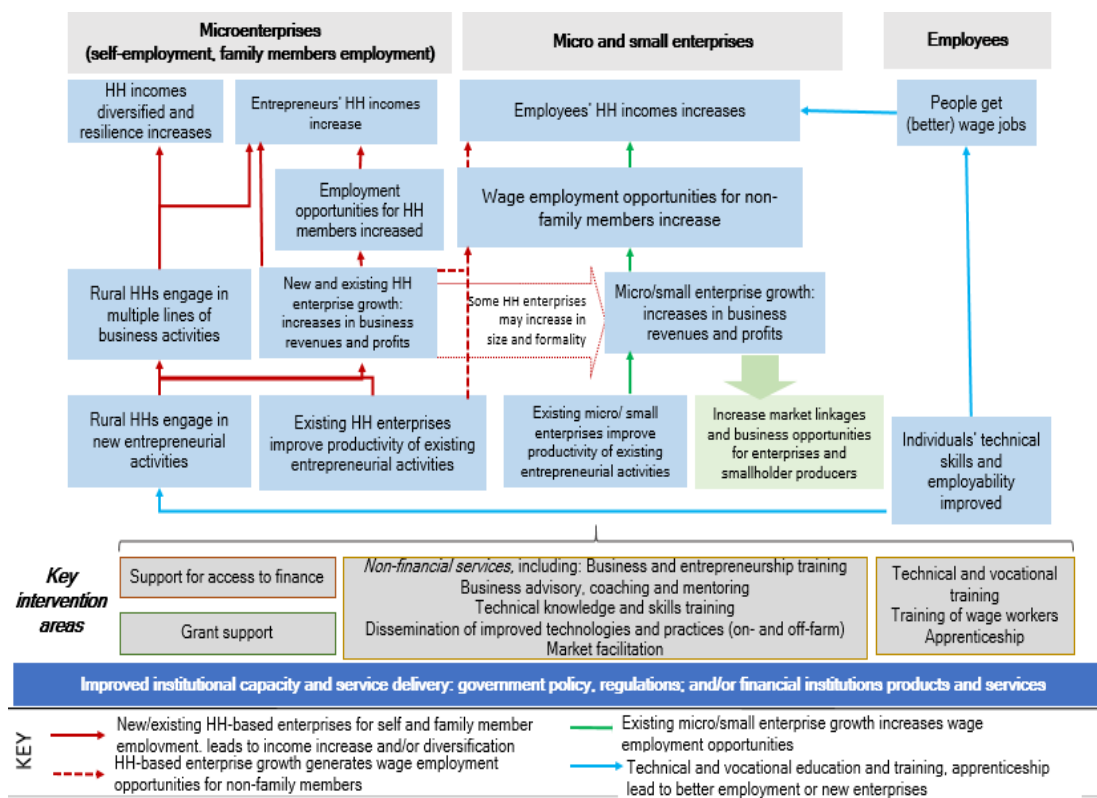 Microenterprises
(self-employment, family members employment)
Micro and small enterprises
Employees
HH incomes
diversified and
resilience increases
Entrepreneurs' HH incomes
increase
Employees' HH incomes increases
People get
(better) wage jobs
Employment
opportunities for HH
members increased
Wage employment opportunities for non-
family members increase
Rural HHs engage in
multiple lines of
business activities
New and existing HH
enterprise growth:
increases in business
revenues and profits
Some HH enterprises
may increase in
size and formality
Micro/small enterprise growth:
increases in business
revenues and profits
Rural HHs engage in
new entrepreneurial
activities
Existing HH enterprises
improve productivity of existing
entrepreneurial activities
Existing micro/ small
enterprises improve
productivity of existing
entrepreneurial activities
Increase market linkages
and business opportunities
for enterprises and
smallholder producers
Individuals' technical
skills and
employability
improved
Key
intervention
areas
Support for access to finance
Grant support
Non-financial services, including: Business and entrepreneurship training
Business advisory, coaching and mentoring
Technical knowledge and skills training
Dissemination of improved technologies and practices (on- and off-farm)
Market facilitation
Technical and vocational
training
Training of wage workers
Apprenticeship
Improved institutional capacity and service delivery: government policy, regulations; and/or financial institutions products and services
KEY
New/existing HH-based enterprises for self and family member
employment. leads to income increase and/or diversification
HH-based enterprise growth generates wage employment
opportunities for non-family members
Existing micro/small enterprise growth increases wage
employment opportunities
Technical and vocational education and training, apprenticeship
lead to better employment or new enterprises